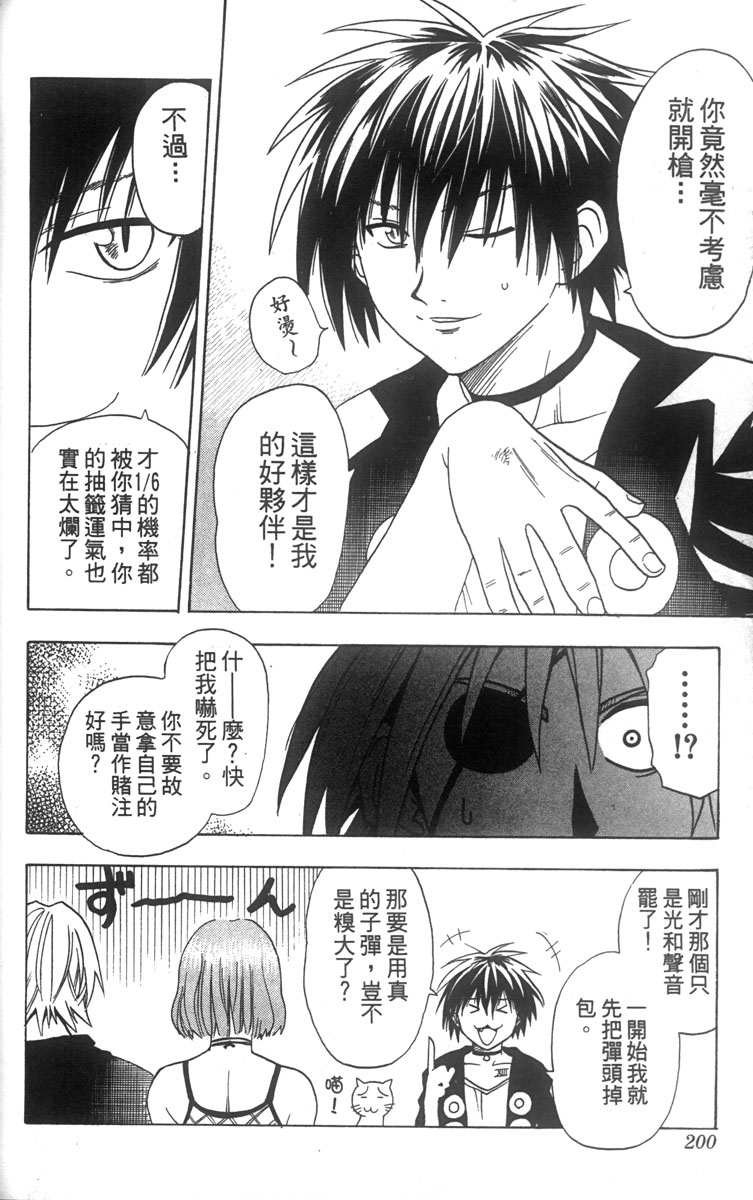 你竟然毫不考慮
就開槍…
好燙～
這樣才是我
的好夥伴！
不過…
才1/6的機率都
被你猜中，你
的抽籤運氣也
實在太爛了。
……!?
什——麼？快
把我嚇死了。
你不要故
意拿自己的
手當作賭注
好嗎？
剛才那個只
是光和聲音
罷了！
一開始我就
先把彈頭掉
包。
那要是用真
的子彈，豈不
是糗大了？
XIII
喵！
ず～～ん
200